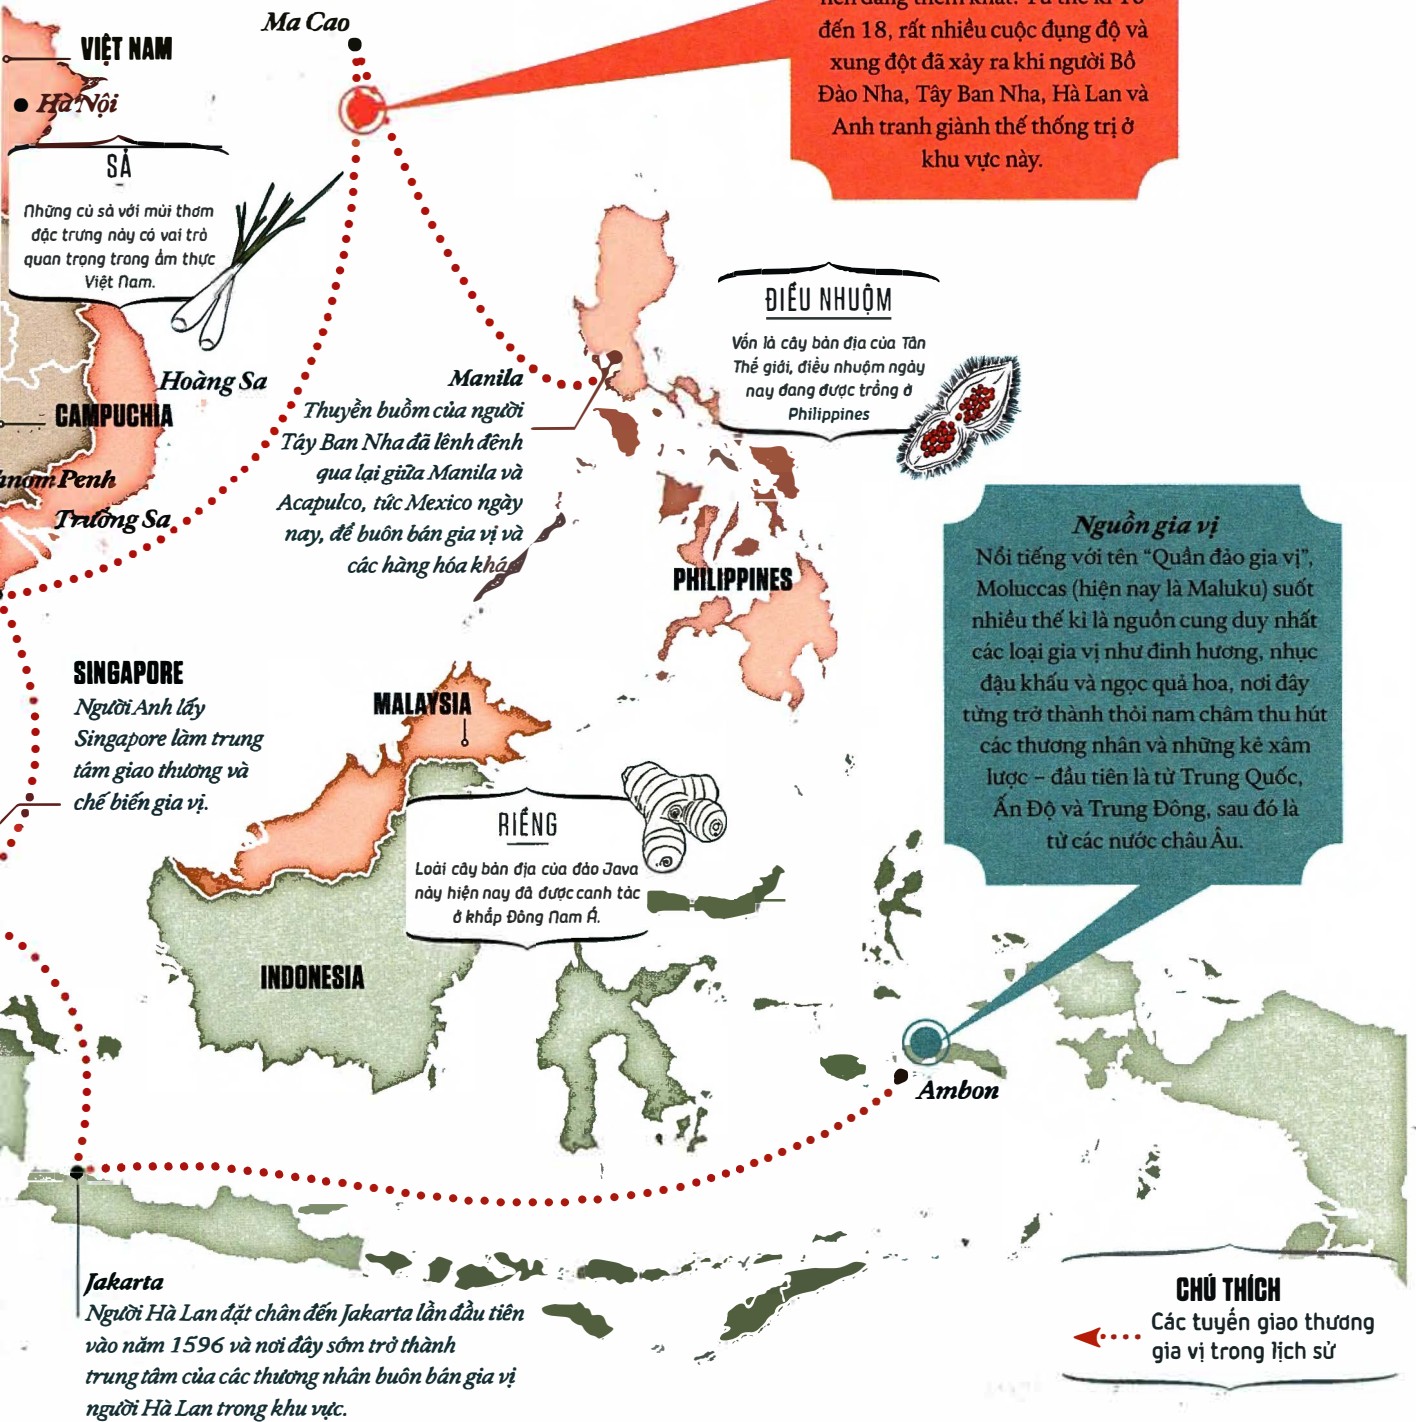 Ma Cao
VIỆT NAM
Hà Nội
đến 18, rất nhiều cuộc đụng độ và
xung đột đã xảy ra khi người Bồ
Đào Nha, Tây Ban Nha, Hà Lan và
Anh tranh giành thế thống trị ở
khu vực này.
SẢ
Những củ sả với mùi thơm
đặc trưng này có vai trò
quan trọng trong ẩm thực
Việt Nam.
ĐIỀU NHUỘM
Vốn là cây bản địa của Tân
Thế giới, điều nhuộm ngày
nay đang được trồng ở
Philippines
Hoàng Sa
CAMPUCHIA
Penh
Trường Sa
Manila
Thuyền buồm của người
Tây Ban Nha đã lênh đênh
qua lại giữa Manila và
Acapulco, tức Mexico ngày
nay, để buôn bán gia vị và
các hàng hóa khác
PHILIPPINES
Nguồn gia vị
Nổi tiếng với tên “Quần đảo gia vị”,
Moluccas (hiện nay là Maluku) suốt
nhiều thế kỉ là nguồn cung duy nhất
các loại gia vị như đinh hương, nhục
đậu khấu và ngọc quả hoa, nơi đây
từng trở thành thỏi nam châm thu hút
các thương nhân và những kẻ xâm
lược – đầu tiên là từ Trung Quốc,
Ấn Độ và Trung Đông, sau đó là
từ các nước châu Âu.
SINGAPORE
Người Anh lấy
Singapore làm trung
tâm giao thương và
chế biến gia vị.
MALAYSIA
RIỀNG
Loài cây bản địa của đảo Java
này hiện nay đã được canh tác
ở khắp Đông Nam Á.
INDONESIA
Ambon
Jakarta
Người Hà Lan đặt chân đến Jakarta lần đầu tiên
vào năm 1596 và nơi đây sớm trở thành
trung tâm của các thương nhân buôn bán gia vị
người Hà Lan trong khu vực.
CHÚ THÍCH
Các tuyến giao thương
gia vị trong lịch sử